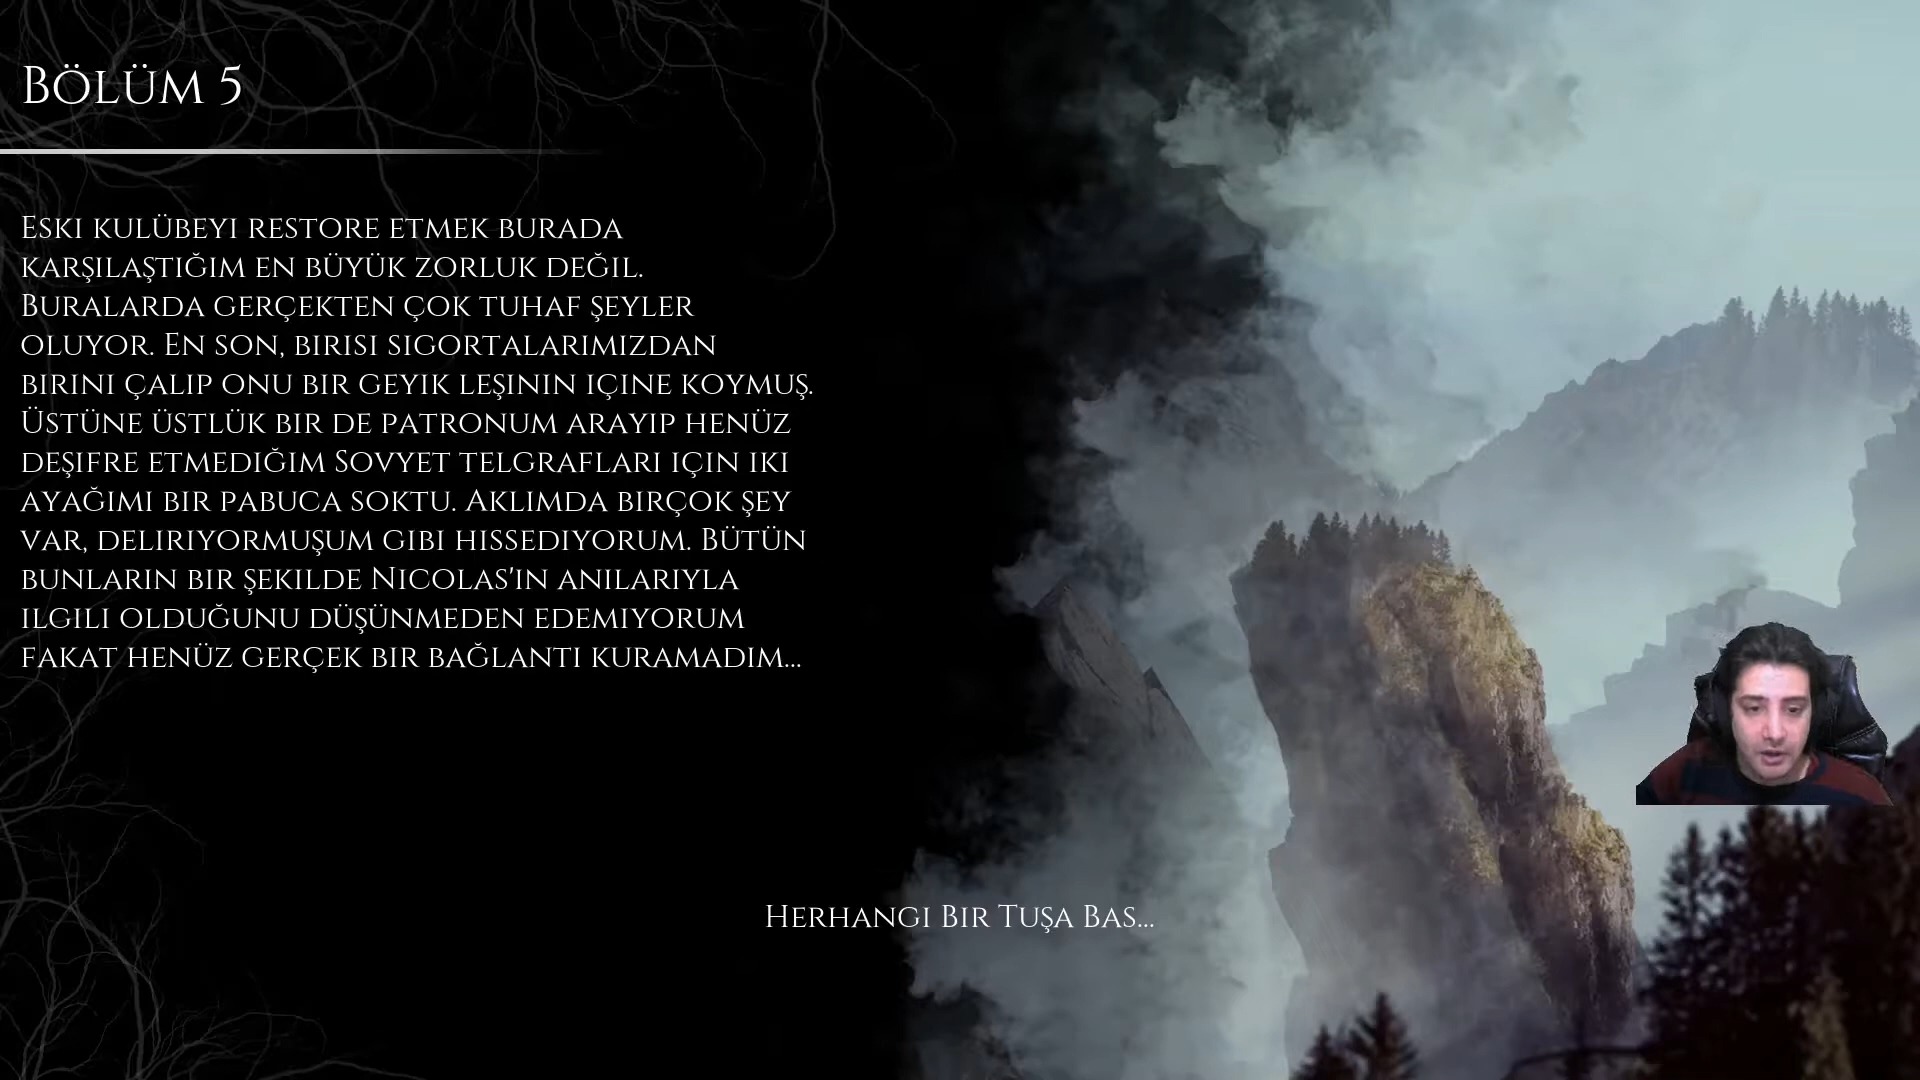 Bölüm 5
Eski kulübeyi restore etmek burada
karşılaştığım en büyük zorluk değil.
Buralarda gerçekten çok tuhaf şeyler
oluyor. En son, birisi sigortalarımızdan
birini çalıp onu bir geyik leşinin içine koymuş.
Üstüne üstlük bir de patronum arayıp henüz
deşifre etmediğim Sovyet telgrafları için iki
ayağımı bir pabuca soktu. Aklımda birçok şey
var, deliriyormuşum gibi hissediyorum. Bütün
bunların bir şekilde Nicolas'ın anılarıyla
ilgili olduğunu düşünmeden edemiyorum
fakat henüz gerçek bir bağlantı kuramadım...
Herhangi Bir Tuşa Bas...